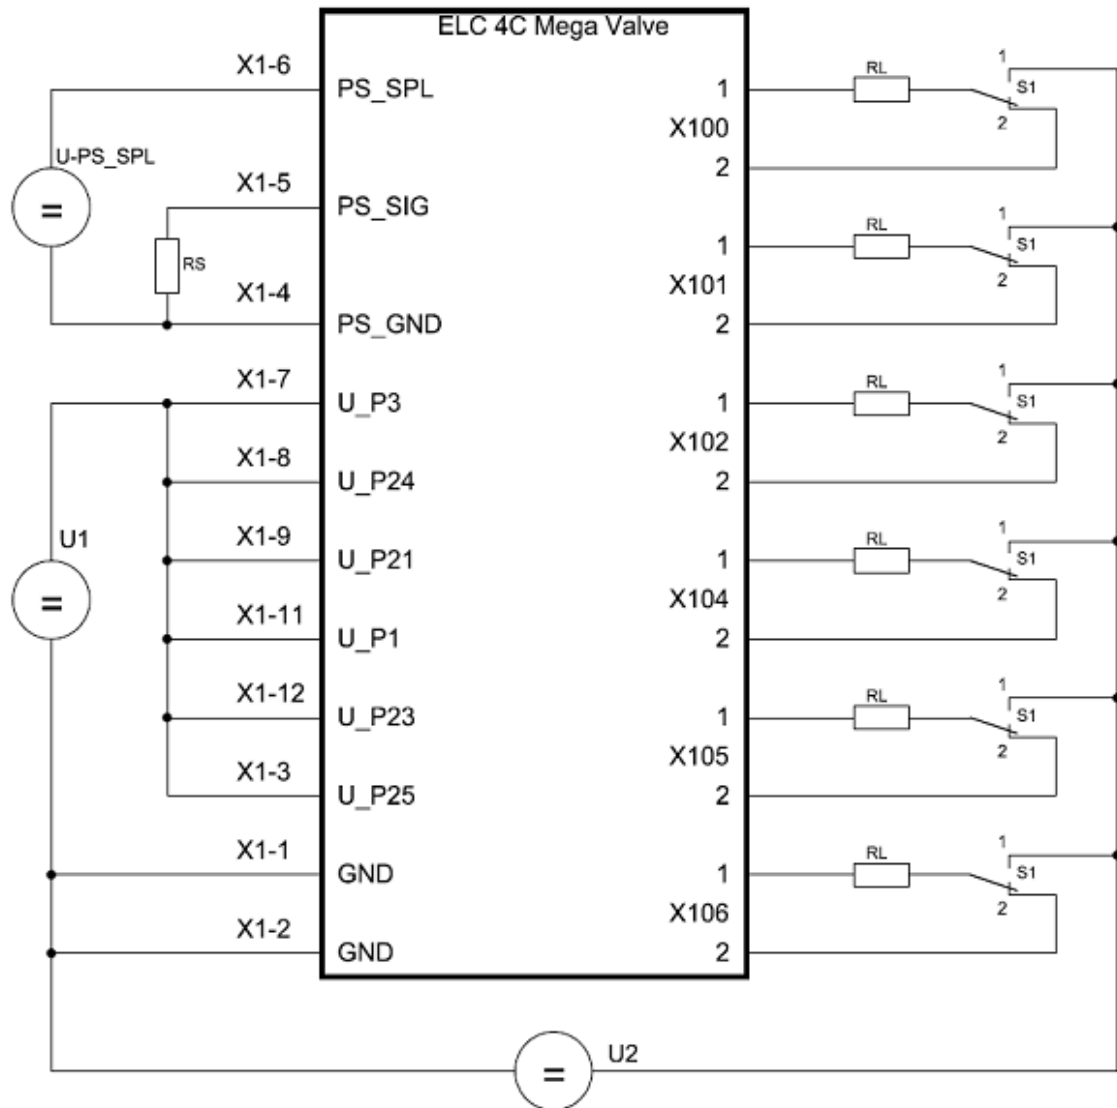 ELC 4C Mega Valve
X1-6
PS_SPL
U-PS_SPL
=
X1-5
PS_SIG
RS
X1-4
PS_GND
X1-7
U_P3
X1-8
U_P24
U1
=
X1-9
U_P21
X1-11
U_P1
X1-12
U_P23
X1-3
U_P25
X1-1
GND
X1-2
GND
1
X100
2
RL
1
S1
2
1
X101
2
RL
1
S1
2
1
X102
2
RL
1
S1
2
1
X104
2
RL
1
S1
2
1
X105
2
RL
1
S1
2
1
X106
2
RL
1
S1
2
=
U2